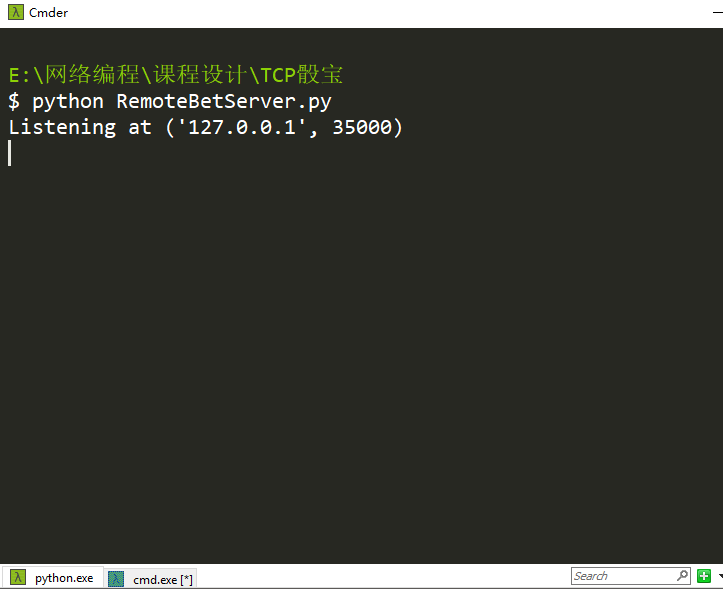 Cmder
E:\网络编程\课程设计\TCP骰宝
$ python RemoteBetServer.py
Listening at ('127.0.0.1', 35000)
python.exe
cmd.exe [*]
Search